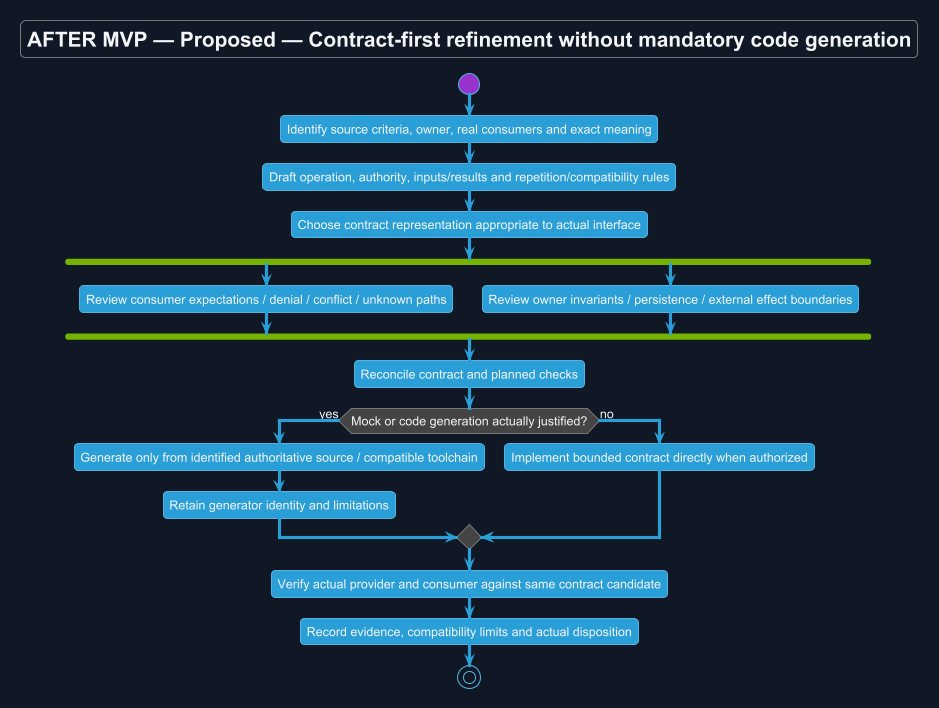 AFTER MVP — Proposed — Contract-first refinement without mandatory code generation
Identify source criteria, owner, real consumers and exact meaning
Draft operation, authority, inputs/results and repetition/compatibility rules
Choose contract representation appropriate to actual interface
Review consumer expectations / denial / conflict / unknown paths
Review owner invariants / persistence / external effect boundaries
Reconcile contract and planned checks
yes
Mock or code generation actually justified?
no
Generate only from identified authoritative source / compatible toolchain
Implement bounded contract directly when authorized
Retain generator identity and limitations
Verify actual provider and consumer against same contract candidate
Record evidence, compatibility limits and actual disposition